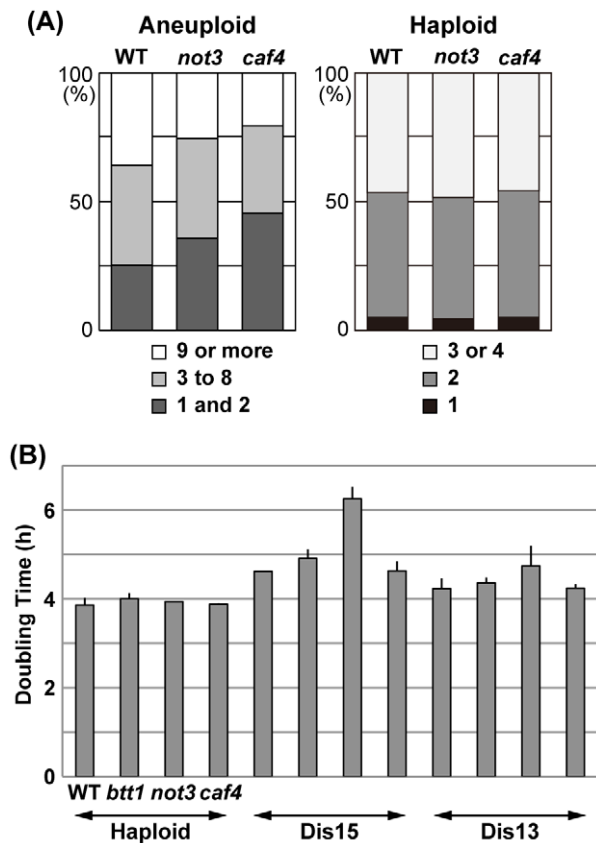 (A) Aneuploid Haploid
WT not3 caf4 WT not3 caf4
100 100
(%) (%)
50 50
0 0
9 or more 3 or 4
3 to 8 2
1 and 2 1
(B)
Doubling Time (h)
6
4
2
0
WT btt1 not3 caf4
Haploid Dis15 Dis13